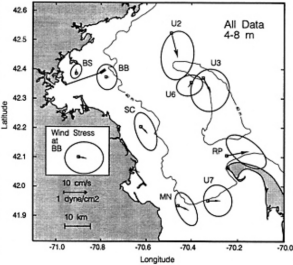 All Data
4-8 m
U2
U3
BS
BB
U6
SC
RP
Wind Stress
at
BB
10 cm/s
1 dyne/cm2
10 km
MN
U7
42.6
42.5
42.4
42.3
42.2
42.1
42.0
41.9
Latitude
-71.0
-70.8
-70.6
-70.4
-70.2
-70.0
Longitude